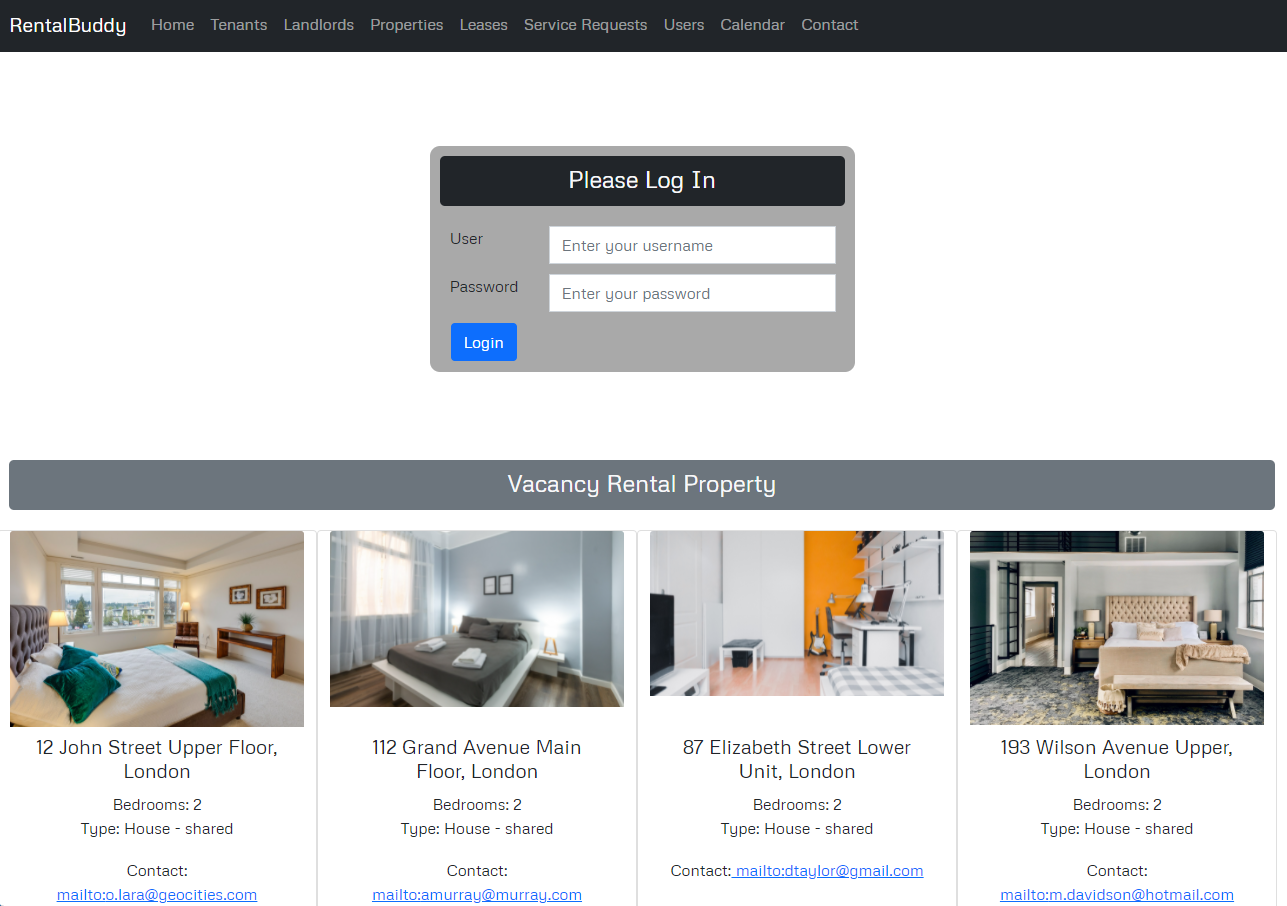 RentalBuddy Home Tenants Landlords Properties Leases Service Requests Users Calendar Contact
Please Log In
User Enter your username
Password Enter your password
Login
Vacancy Rental Property
12 John Street Upper Floor,
London
Bedrooms: 2
Type: House - shared
Contact:
mailto:o.lara@geocities.com
112 Grand Avenue Main
Floor, London
Bedrooms: 2
Type: House - shared
Contact:
mailto:amurray@murray.com
87 Elizabeth Street Lower
Unit, London
Bedrooms: 2
Type: House - shared
Contact: mailto:dtaylor@gmail.com
193 Wilson Avenue Upper,
London
Bedrooms: 2
Type: House - shared
Contact:
mailto:m.davidson@hotmail.com